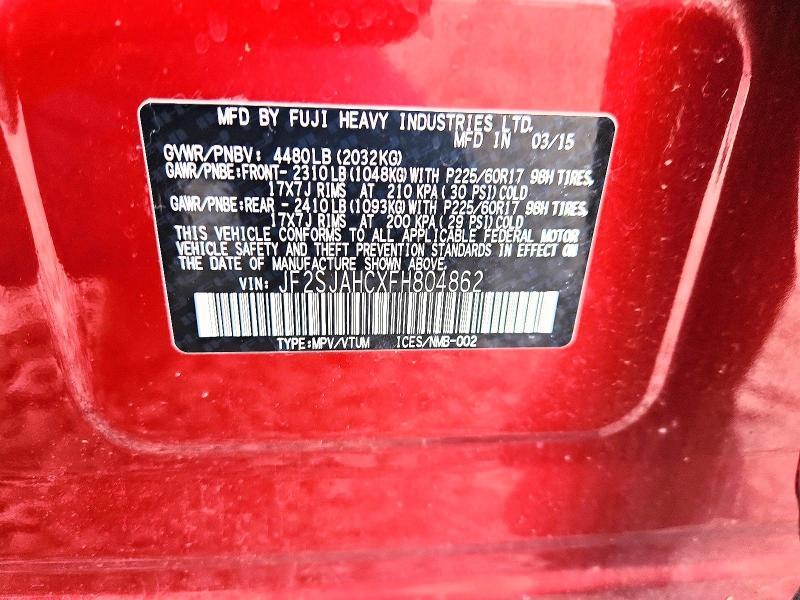 MFD BY FUJI HEAVY INDUSTRIES LTD.
MFD IN 03/15
GVWR/PNBV: 4480LB (2032KG)
GAWR/PNBE:FRONT- 2310 LB (1048KG) WITH P225/60R17 98H TIRES,
17X7J RIMS AT 210 KPA (30 PSI) COLD
GAWR/PNBE:REAR - 2410 LB (1093KG) WITH P225/60R17 98H TIRES,
17X7J RIMS AT 200 KPA (29 PSI) COLD
THIS VEHICLE CONFORMS TO ALL APPLICABLE FEDERAL MOTOR
VEHICLE SAFETY AND THEFT PREVENTION STANDARDS IN EFFECT ON
THE DATE OF MANUFACTURE SHOWN ABOVE.
VIN: JF2SJAHCXFH804862
TYPE:MPV/VTUM ICES/NMB-002